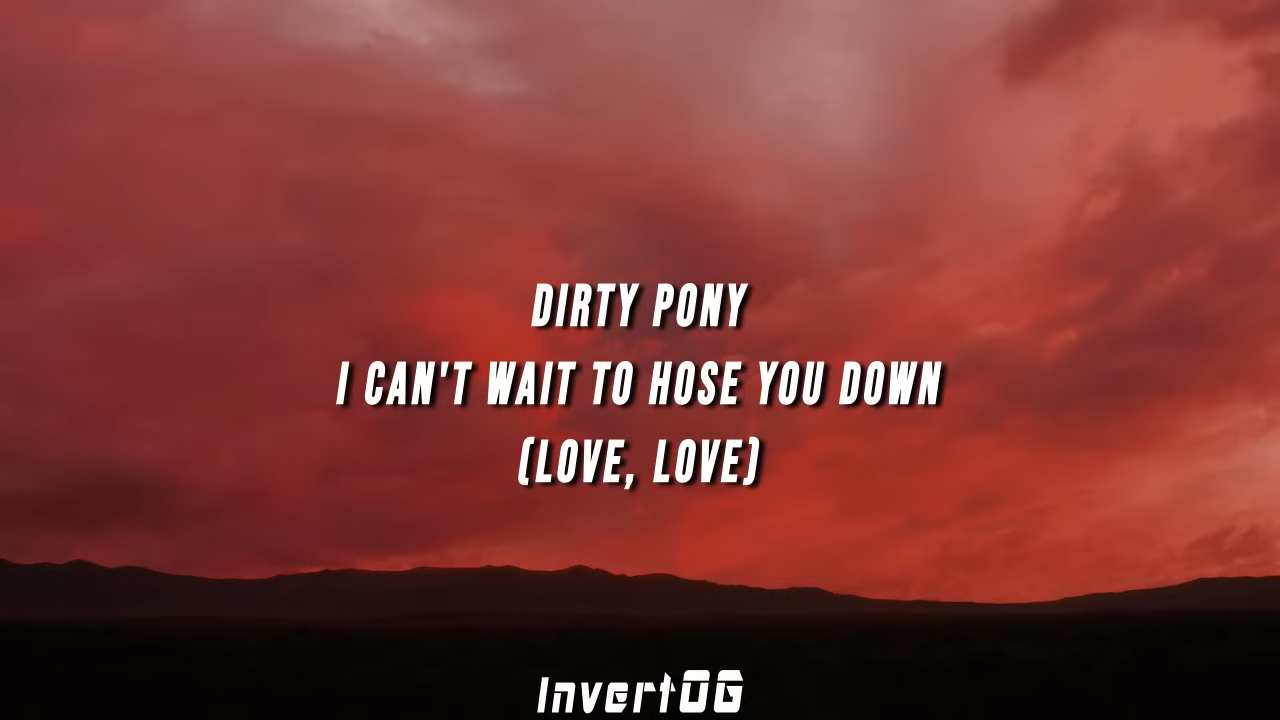 DIRTY PONY
I CAN'T WAIT TO HOSE YOU DOWN
(LOVE, LOVE)
InvertOG